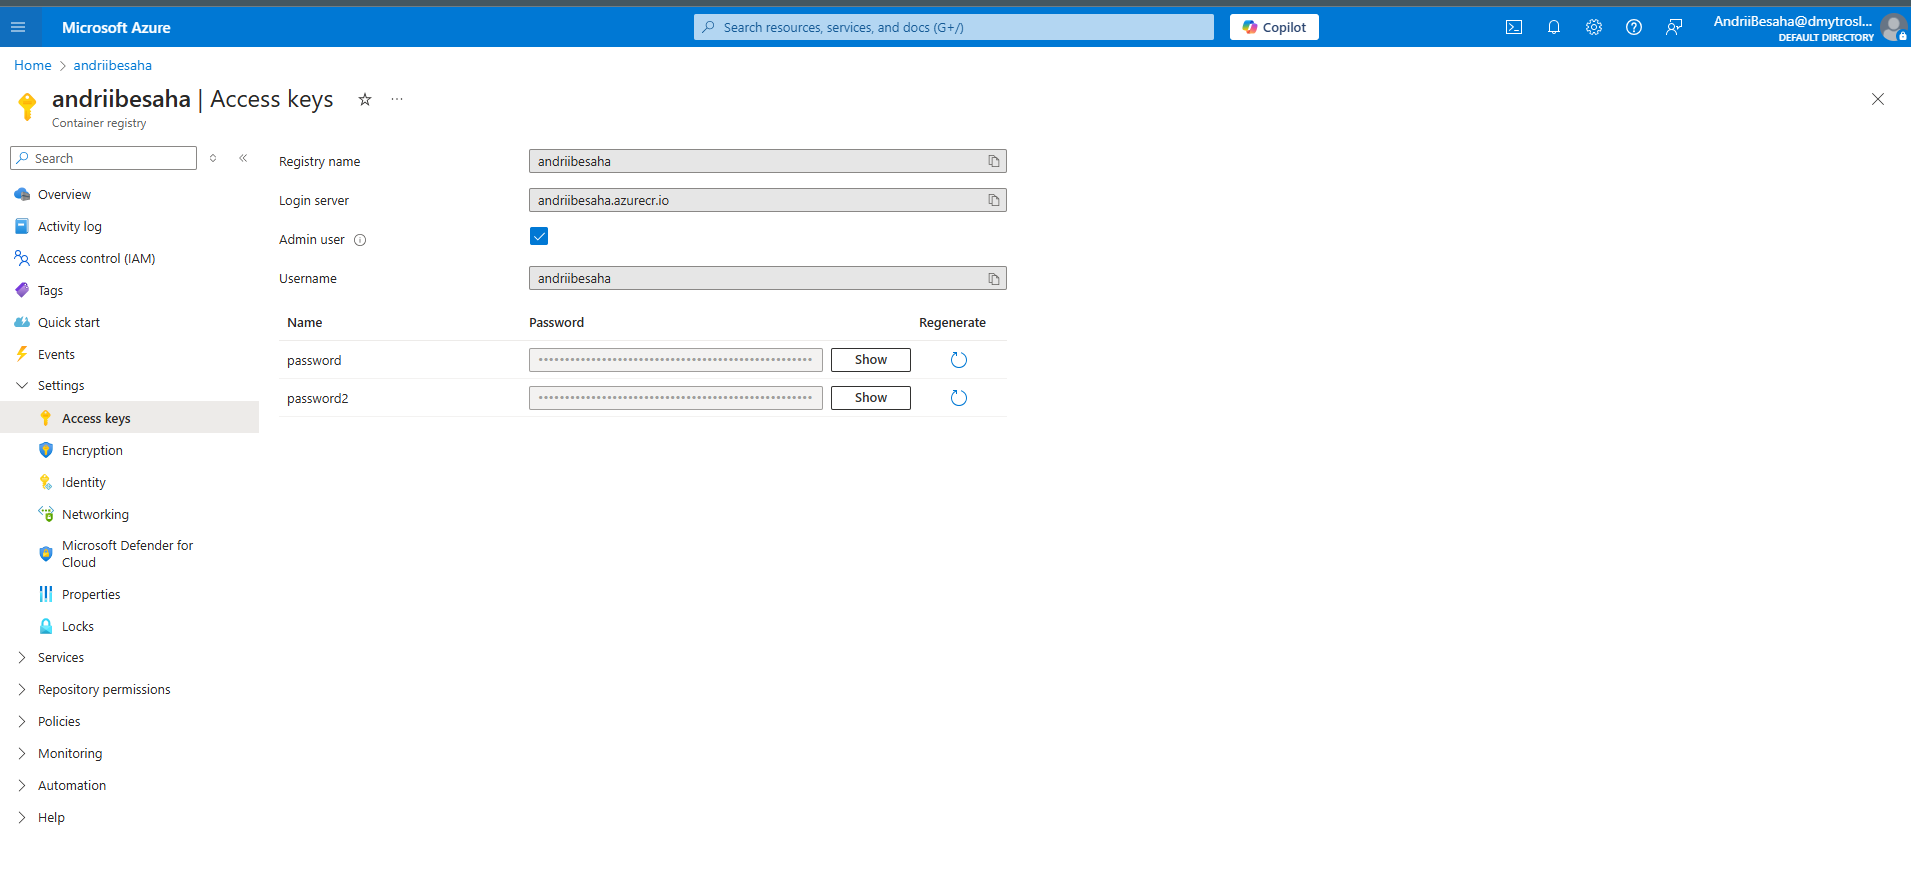 Microsoft Azure
Search resources, services, and docs (G+/)
Copilot
AndriiBesaha@dmytrosl...
DEFAULT DIRECTORY
Home > andriibesaha
andriibesaha | Access keys
Container registry
Search
Overview
Activity log
Access control (IAM)
Tags
Quick start
Events
Settings
Access keys
Encryption
Identity
Networking
Microsoft Defender for
Cloud
Properties
Locks
Services
Repository permissions
Policies
Monitoring
Automation
Help
Registry name
andriibesaha
Login server
andriibesaha.azurecr.io
Admin user
Username
andriibesaha
Name Password Regenerate
password Show
password2 Show